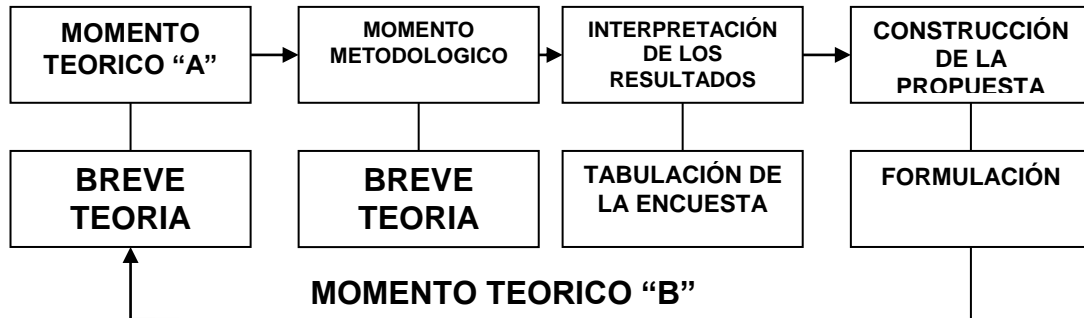 MOMENTO
TEORICO “A”
MOMENTO
METODOLOGICO
INTERPRETACIÓN
DE LOS
RESULTADOS
CONSTRUCCIÓN
DE LA
PROPUESTA
BREVE
TEORIA
BREVE
TEORIA
TABULACIÓN DE
LA ENCUESTA
FORMULACIÓN
MOMENTO TEORICO “B”